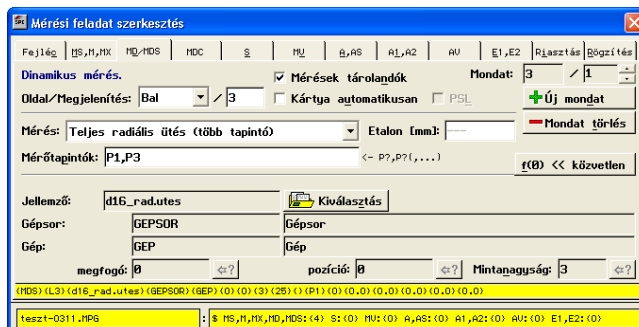 SPC Mérési feladat szerkesztés
Fejléc MS,M,MX MD/MDS MDC S MV A,AS A1,A2 AV E1,E2 Riasztás Rögzítés
Dinamikus mérés. Mérések tárolandók Mondat: 3 / 1
Oldal/Megjelenítés: Bal / 3 Kártya automatikusan PSL Új mondat
Mérés: Teljes radiális ütés (több tapintó) Etalon [mm]: --- Mondat törlés
Mérőtapintók: P1,P3 <- P?,P?(,...) f(0) << közvetlen
Jellemző: d16_rad.utes Kiválasztás
Gépsor: GEPSOR Gépsor
Gép: GEP Gép
megfogó: 0 <=? pozíció: 0 <=? Mintanagyság: 3 <=?
(MDS)(L3)(d16_rad.utes)(GEPSOR)(GEP)(0)(0)(3)(25)()(P1)(0)(0.0)(0.0)(0.0)(0.0)(0.0)
teszt-0311.MPG : $ MS,M,MX,MD,MDS:(4) S:(0) MV:(0) A,AS:(0) A1,A2:(0) AV:(0) E1,E2:(0)